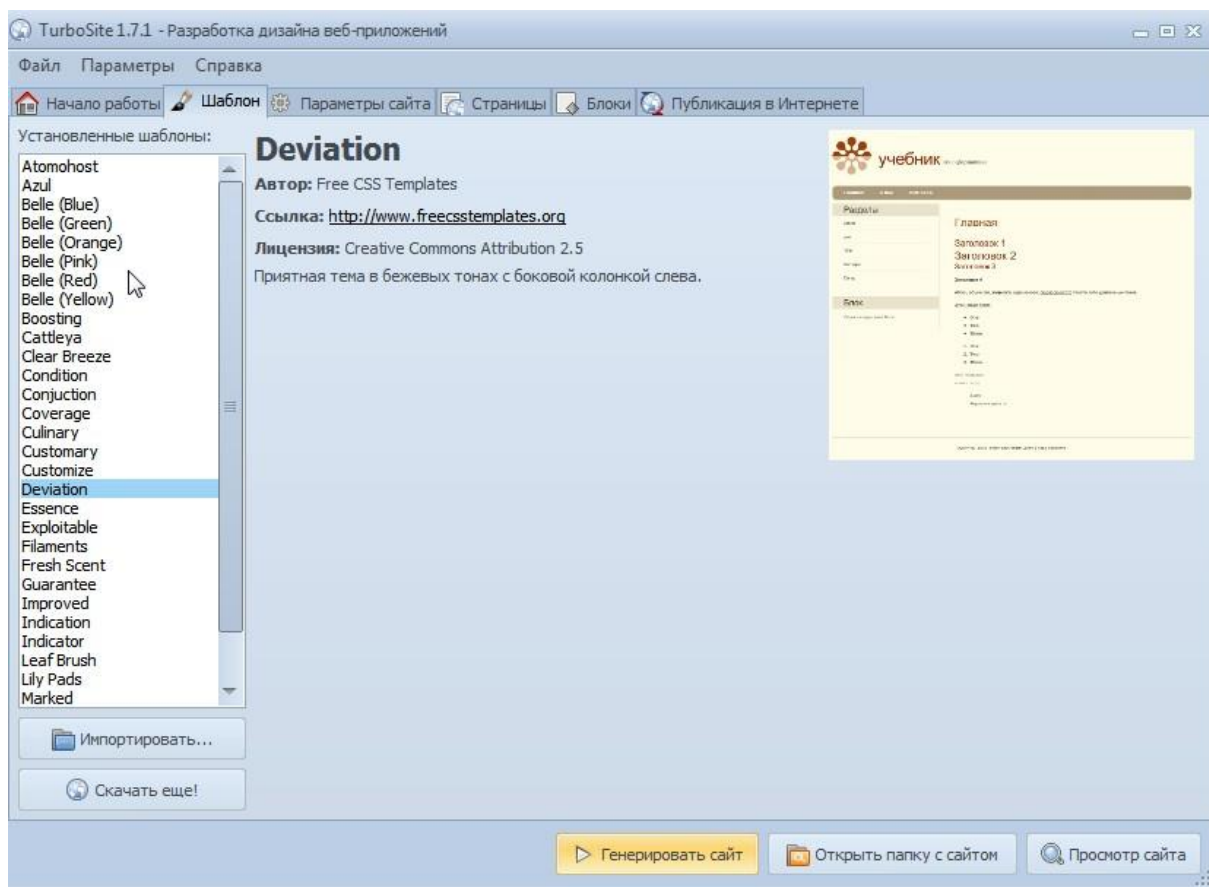 TurboSite 1.7.1 - Разработка дизайна веб-приложений
Файл Параметры Справка
Начало работы Шаблон Параметры сайта Страницы Блоки Публикация в Интернете
Установленные шаблоны:
Atomohost
Azul
Belle (Blue)
Belle (Green)
Belle (Orange)
Belle (Pink)
Belle (Red)
Belle (Yellow)
Boosting
Cattleya
Clear Breeze
Condition
Conjuction
Coverage
Culinary
Customary
Customize
Deviation
Essence
Exploitable
Filaments
Fresh Scent
Guarantee
Improved
Indication
Indicator
Leaf Brush
Lily Pads
Marked
Импортировать...
Скачать еще!
Deviation
Автор: Free CSS Templates
Ссылка: http://www.freecsstemplates.org
Лицензия: Creative Commons Attribution 2.5
Приятная тема в бежевых тонах с боковой колонкой слева.
учебник
Разделы
Блок
Главная
Заголовок 1
Заголовок 2
Заголовок 3
Генерировать сайт Открыть папку с сайтом Просмотр сайта